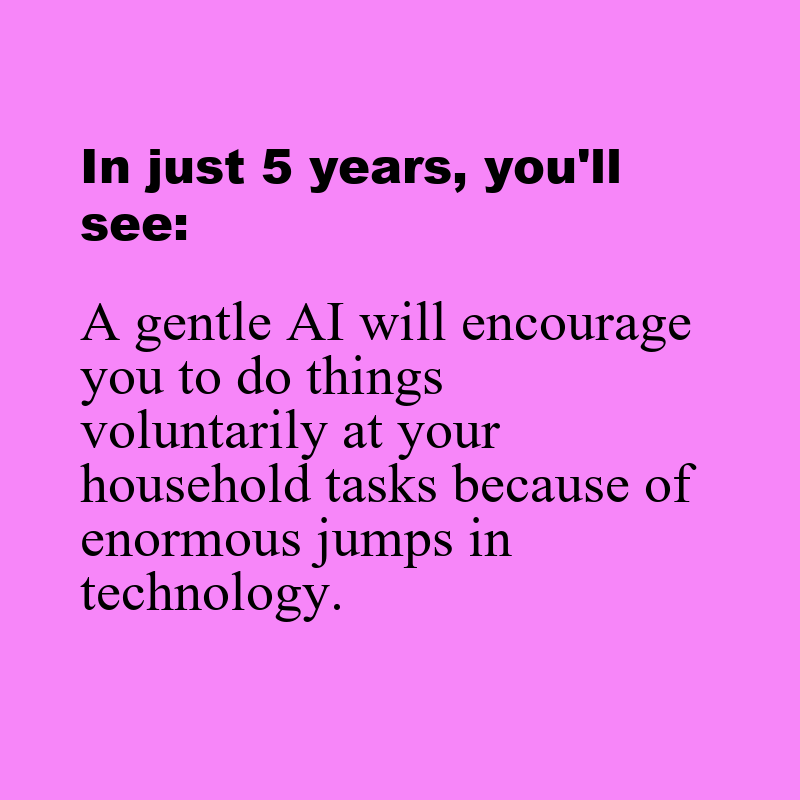 In just 5 years, you'll
see:
A gentle AI will encourage
you to do things
voluntarily at your
household tasks because of
enormous jumps in
technology.